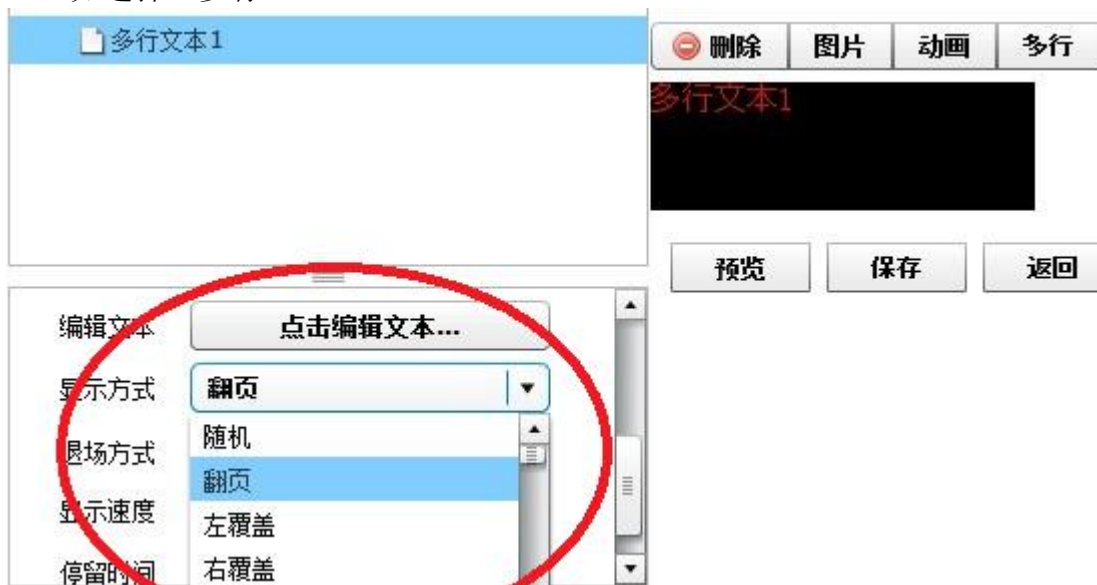 多行文本1
删除 图片 动画 多行
多行文本1
预览 保存 返回
编辑文本 点击编辑文本...
显示方式 翻页
随机
退场方式
翻页
显示速度
左覆盖
停留时间 右覆盖